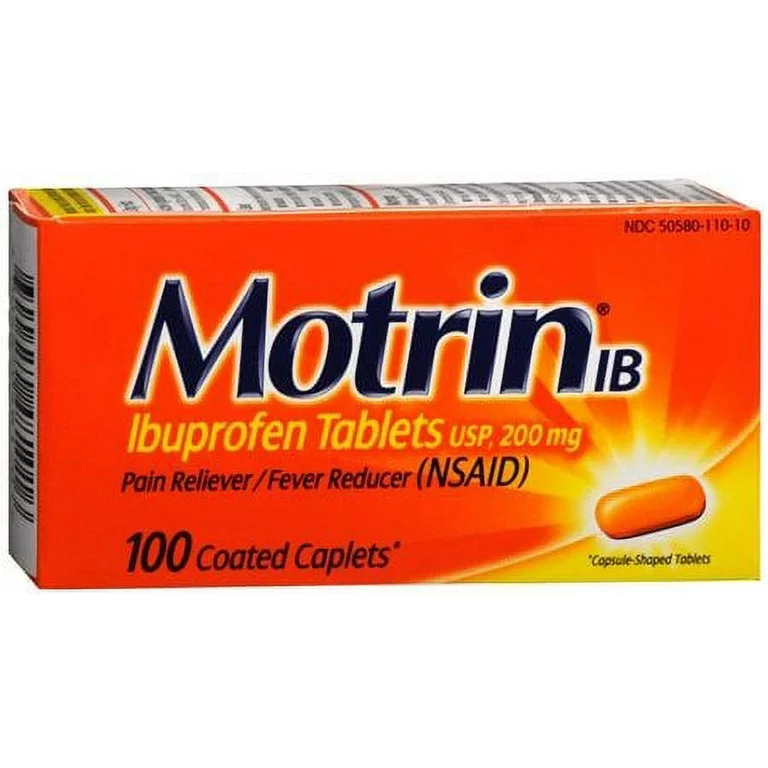 NDC 50580-110-10
Motrin® IB
Ibuprofen Tablets USP, 200 mg
Pain Reliever/Fever Reducer (NSAID)
100 Coated Caplets*
*Capsule-Shaped Tablets